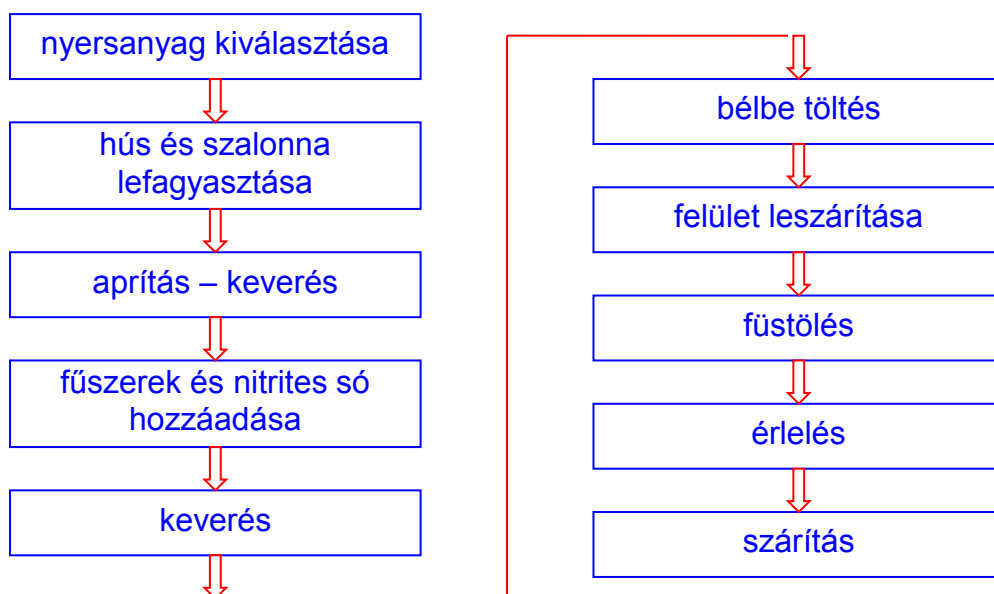 nyersanyag kiválasztása
hús és szalonna
lefagyasztása
aprítás – keverés
fűszerek és nitrites só
hozzáadása
keverés
bélbe töltés
felület leszárítása
füstölés
érlelés
szárítás